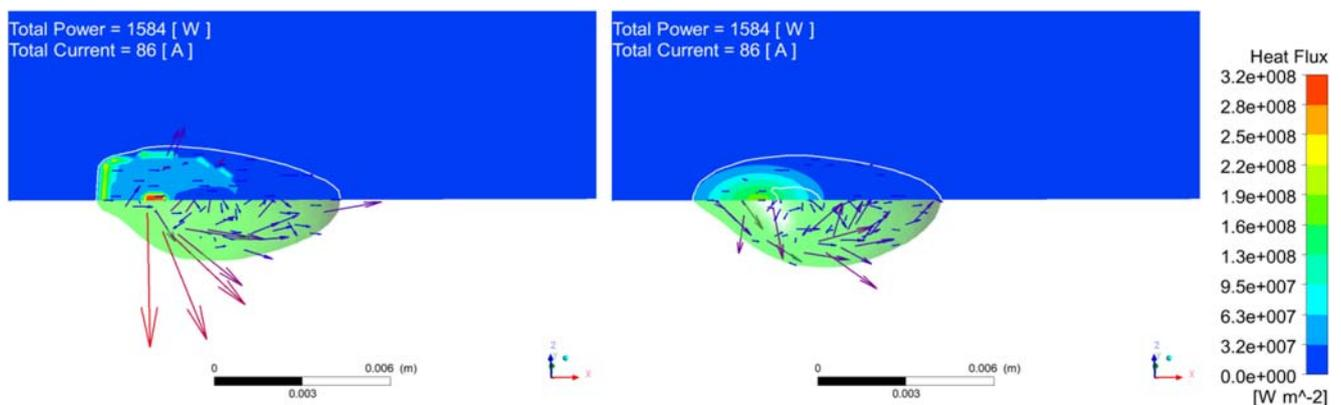 Total Power = 1584 [ W ]
Total Current = 86 [ A ]
0 0.006 (m)
0.003
Z
X
Total Power = 1584 [ W ]
Total Current = 86 [ A ]
0 0.006 (m)
0.003
Z
X
Heat Flux
3.2e+008
2.8e+008
2.5e+008
2.2e+008
1.9e+008
1.6e+008
1.3e+008
9.5e+007
6.3e+007
3.2e+007
0.0e+000
[W m^-2]